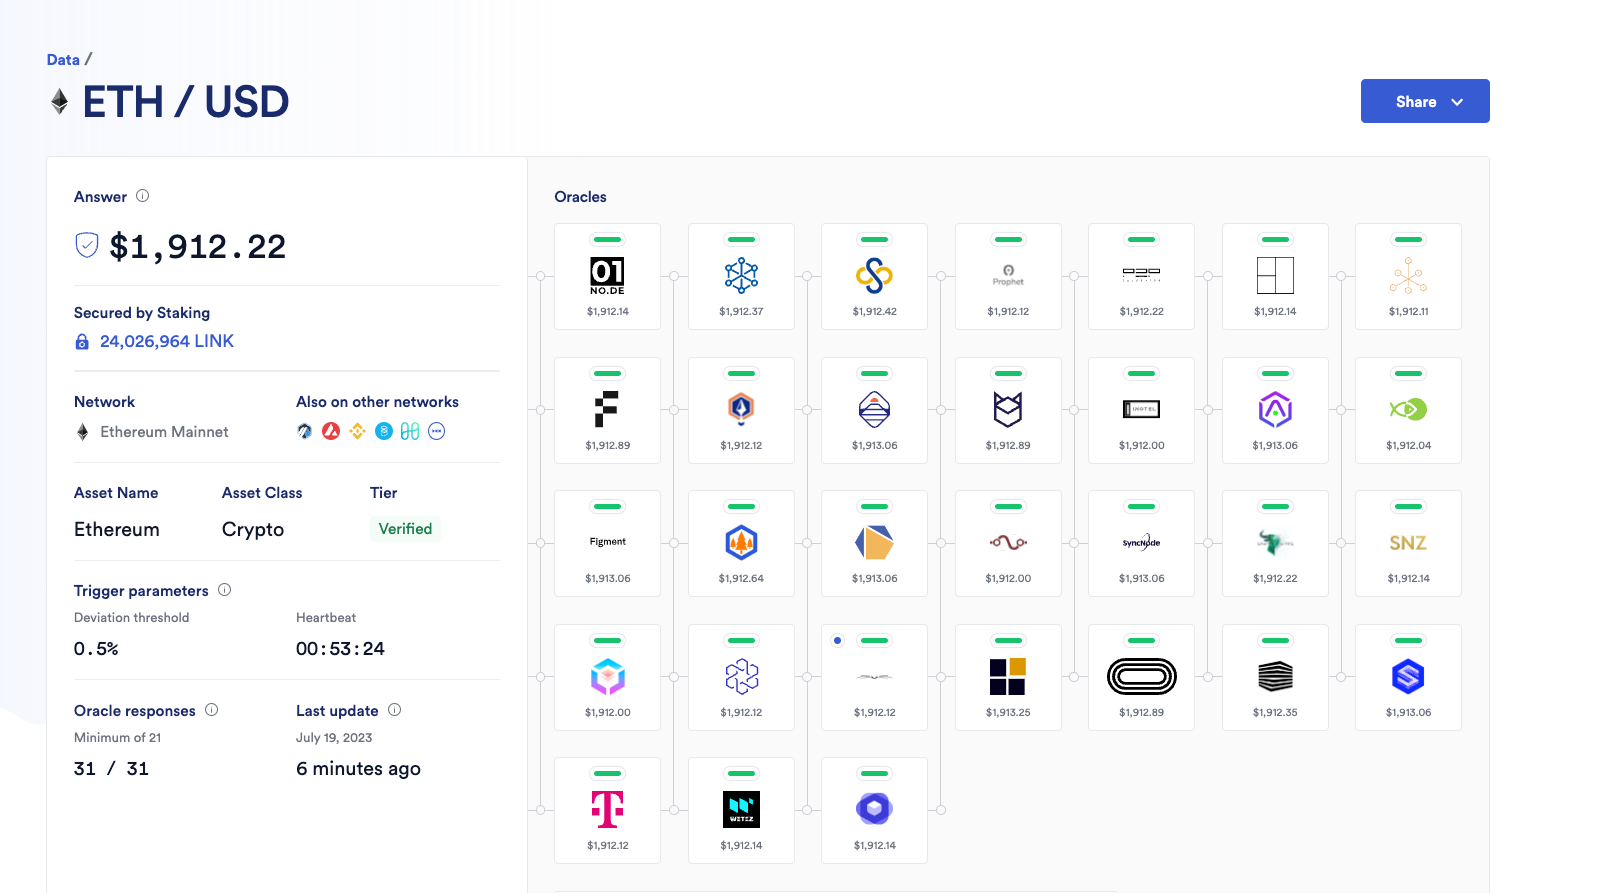 Data /
ETH / USD
Share
Answer
$1,912.22
Secured by Staking
24,026,964 LINK
Network
Ethereum Mainnet
Also on other networks
Asset Name
Ethereum
Asset Class
Crypto
Tier
Verified
Trigger parameters
Deviation threshold
0.5%
Heartbeat
00:53:24
Oracle responses
Minimum of 21
31 / 31
Last update
July 19, 2023
6 minutes ago
Oracles
01
NO.DE
$1,912.14
$1,912.37
$1,912.42
Prophet
$1,912.12
$1,912.22
$1,912.14
$1,912.11
$1,912.89
$1,912.12
$1,913.06
$1,912.89
INOTEL
$1,912.00
$1,913.06
$1,912.04
Figment
$1,913.06
$1,912.64
$1,913.06
$1,912.00
SyncNode
$1,913.06
$1,912.22
SNZ
$1,912.14
$1,912.00
$1,912.12
$1,912.12
$1,913.25
$1,912.89
$1,912.35
$1,913.06
T
$1,912.12
WETEZ
$1,912.14
$1,912.14